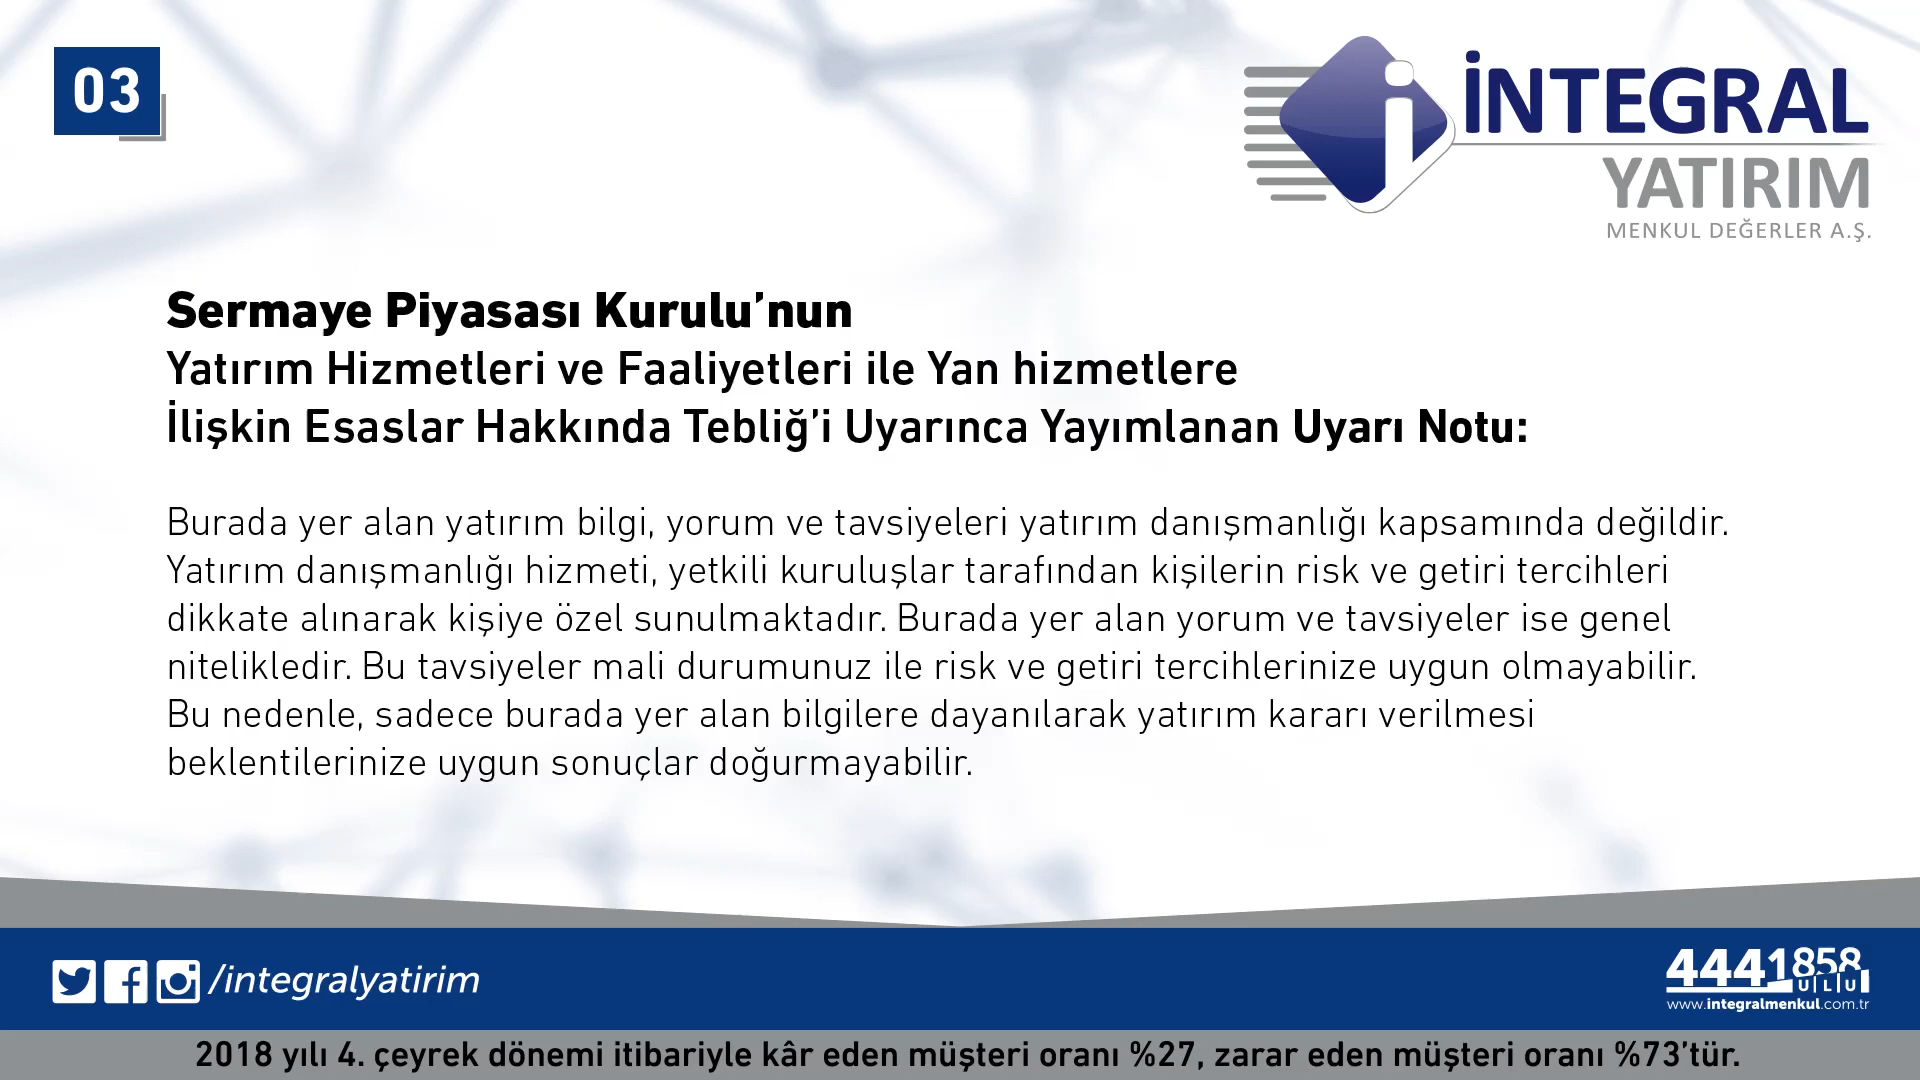 03
İNTEGRAL
YATIRIM
MENKUL DEĞERLER A.Ş.
Sermaye Piyasası Kurulu’nun
Yatırım Hizmetleri ve Faaliyetleri ile Yan hizmetlere
İlişkin Esaslar Hakkında Tebliğ’i Uyarınca Yayımlanan Uyarı Notu:
Burada yer alan yatırım bilgi, yorum ve tavsiyeleri yatırım danışmanlığı kapsamında değildir.
Yatırım danışmanlığı hizmeti, yetkili kuruluşlar tarafından kişilerin risk ve getiri tercihleri
dikkate alınarak kişiye özel sunulmaktadır. Burada yer alan yorum ve tavsiyeler ise genel
niteliktedir. Bu tavsiyeler mali durumunuz ile risk ve getiri tercihlerinize uygun olmayabilir.
Bu nedenle, sadece burada yer alan bilgilere dayanılarak yatırım kararı verilmesi
beklentilerinize uygun sonuçlar doğurmayabilir.
/integralyatirim
4441858
ULU
www.integralmenkul.com.tr
2018 yılı 4. çeyrek dönemi itibariyle kâr eden müşteri oranı %27, zarar eden müşteri oranı %73’tür.